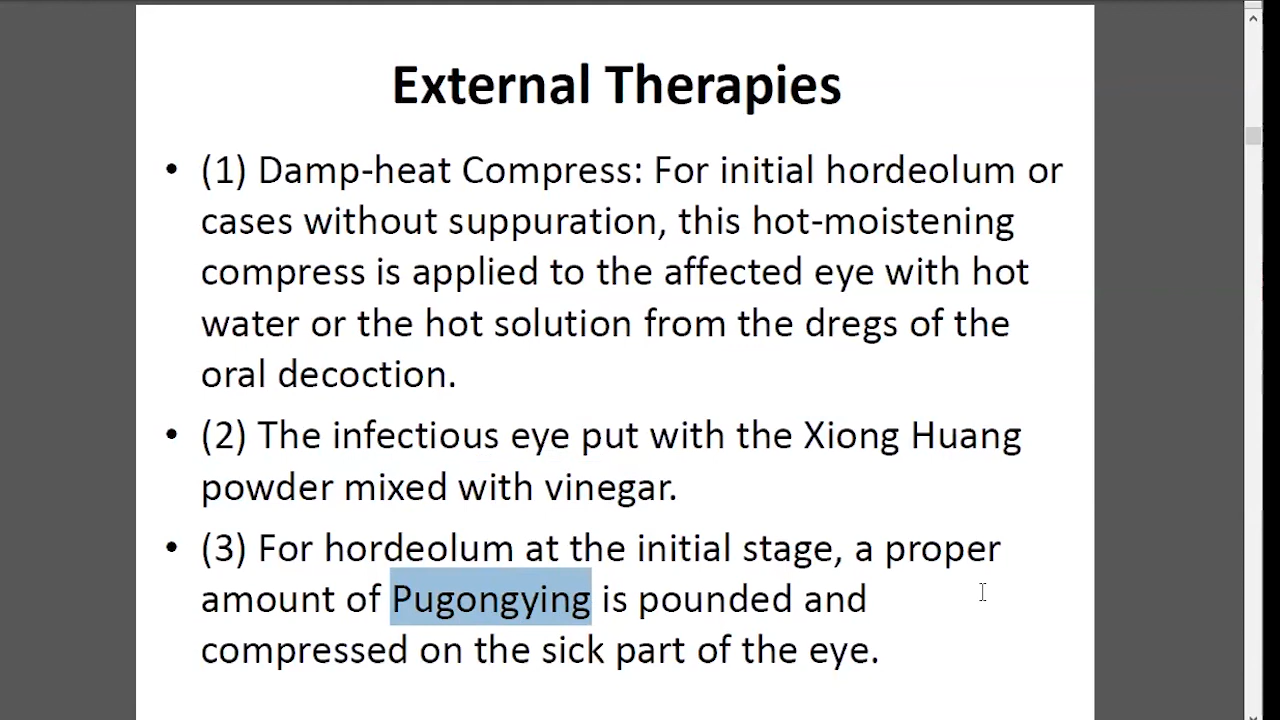 External Therapies
• (1) Damp-heat Compress: For initial hordeolum or
cases without suppuration, this hot-moistening
compress is applied to the affected eye with hot
water or the hot solution from the dregs of the
oral decoction.
• (2) The infectious eye put with the Xiong Huang
powder mixed with vinegar.
• (3) For hordeolum at the initial stage, a proper
amount of Pugongying is pounded and
compressed on the sick part of the eye.